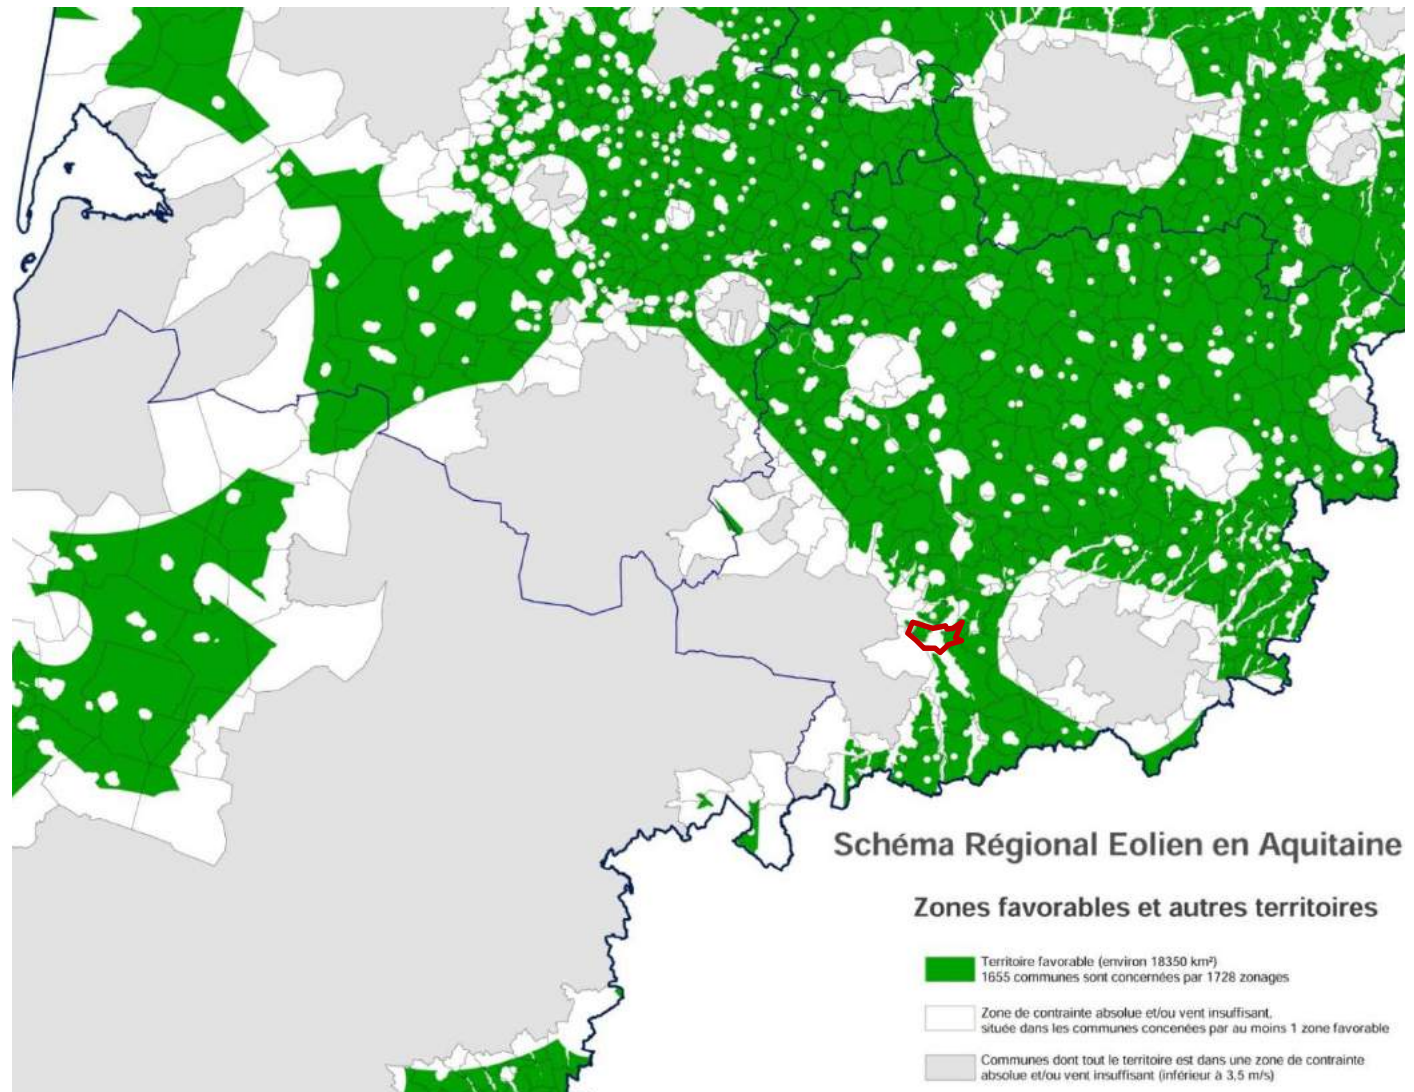 Schéma Régional Eolien en Aquitaine
Zones favorables et autres territoires
Territoire favorable (environ 18350 km²)
1655 communes sont concernées par 1728 zonages
Zone de contrainte absolue et/ou vent insuffisant,
située dans les communes concenées par au moins 1 zone favorable
Communes dont tout le territoire est dans une zone de contrainte
absolue et/ou vent insuffisant (inférieur à 3,5 m/s)